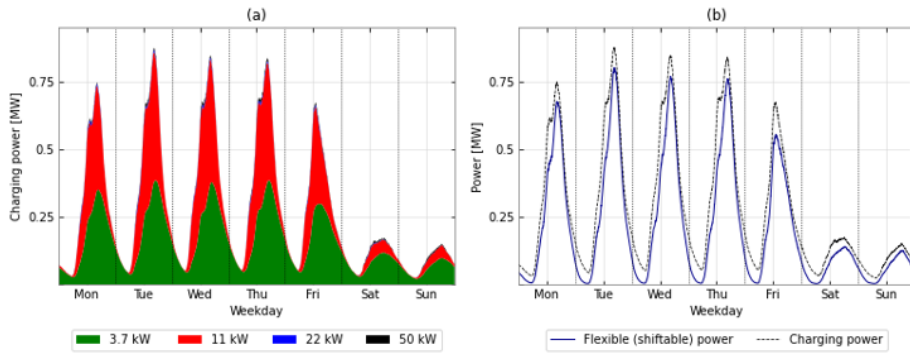 (a)
Charging power [MW]
0.75
0.5
0.25
Mon Tue Wed Thu Fri Sat Sun
Weekday
3.7 kW 11 kW 22 kW 50 kW
(b)
Power [MW]
0.75
0.5
0.25
Mon Tue Wed Thu Fri Sat Sun
Weekday
Flexible (shiftable) power Charging power